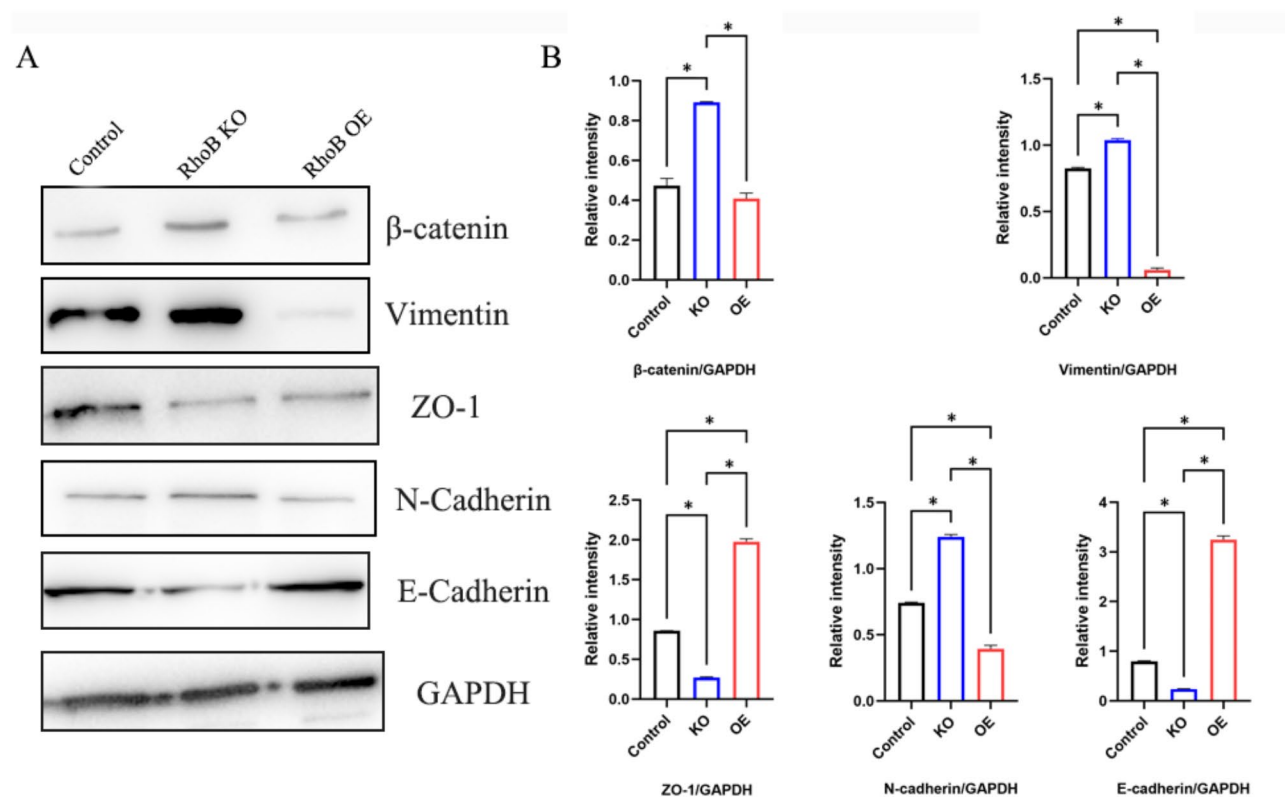 A
Control
RhoB KO
RhoB OE
β-catenin
Vimentin
ZO-1
N-Cadherin
E-Cadherin
GAPDH
B
*
*
Relative intensity
1.0
0.8
0.6
0.4
0.2
0.0
Control
KO
OE
β-catenin/GAPDH
*
*
*
Relative intensity
1.5
1.0
0.5
0.0
Control
KO
OE
Vimentin/GAPDH
*
*
*
Relative intensity
2.5
2.0
1.5
1.0
0.5
0.0
Control
KO
OE
ZO-1/GAPDH
*
*
*
Relative intensity
1.5
1.0
0.5
0.0
Control
KO
OE
N-cadherin/GAPDH
*
*
*
Relative intensity
4
3
2
1
0
Control
KO
OE
E-cadherin/GAPDH